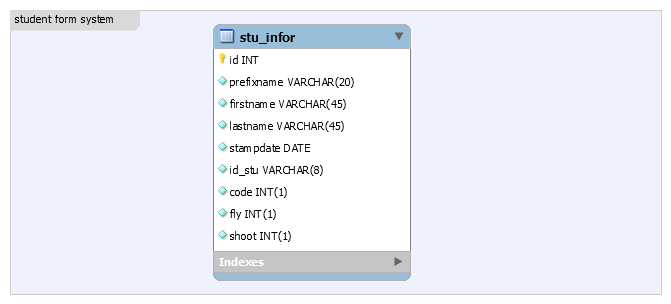 student form system
stu_infor
id INT
prefixname VARCHAR(20)
firstname VARCHAR(45)
lastname VARCHAR(45)
stampdate DATE
id_stu VARCHAR(8)
code INT(1)
fly INT(1)
shoot INT(1)
Indexes